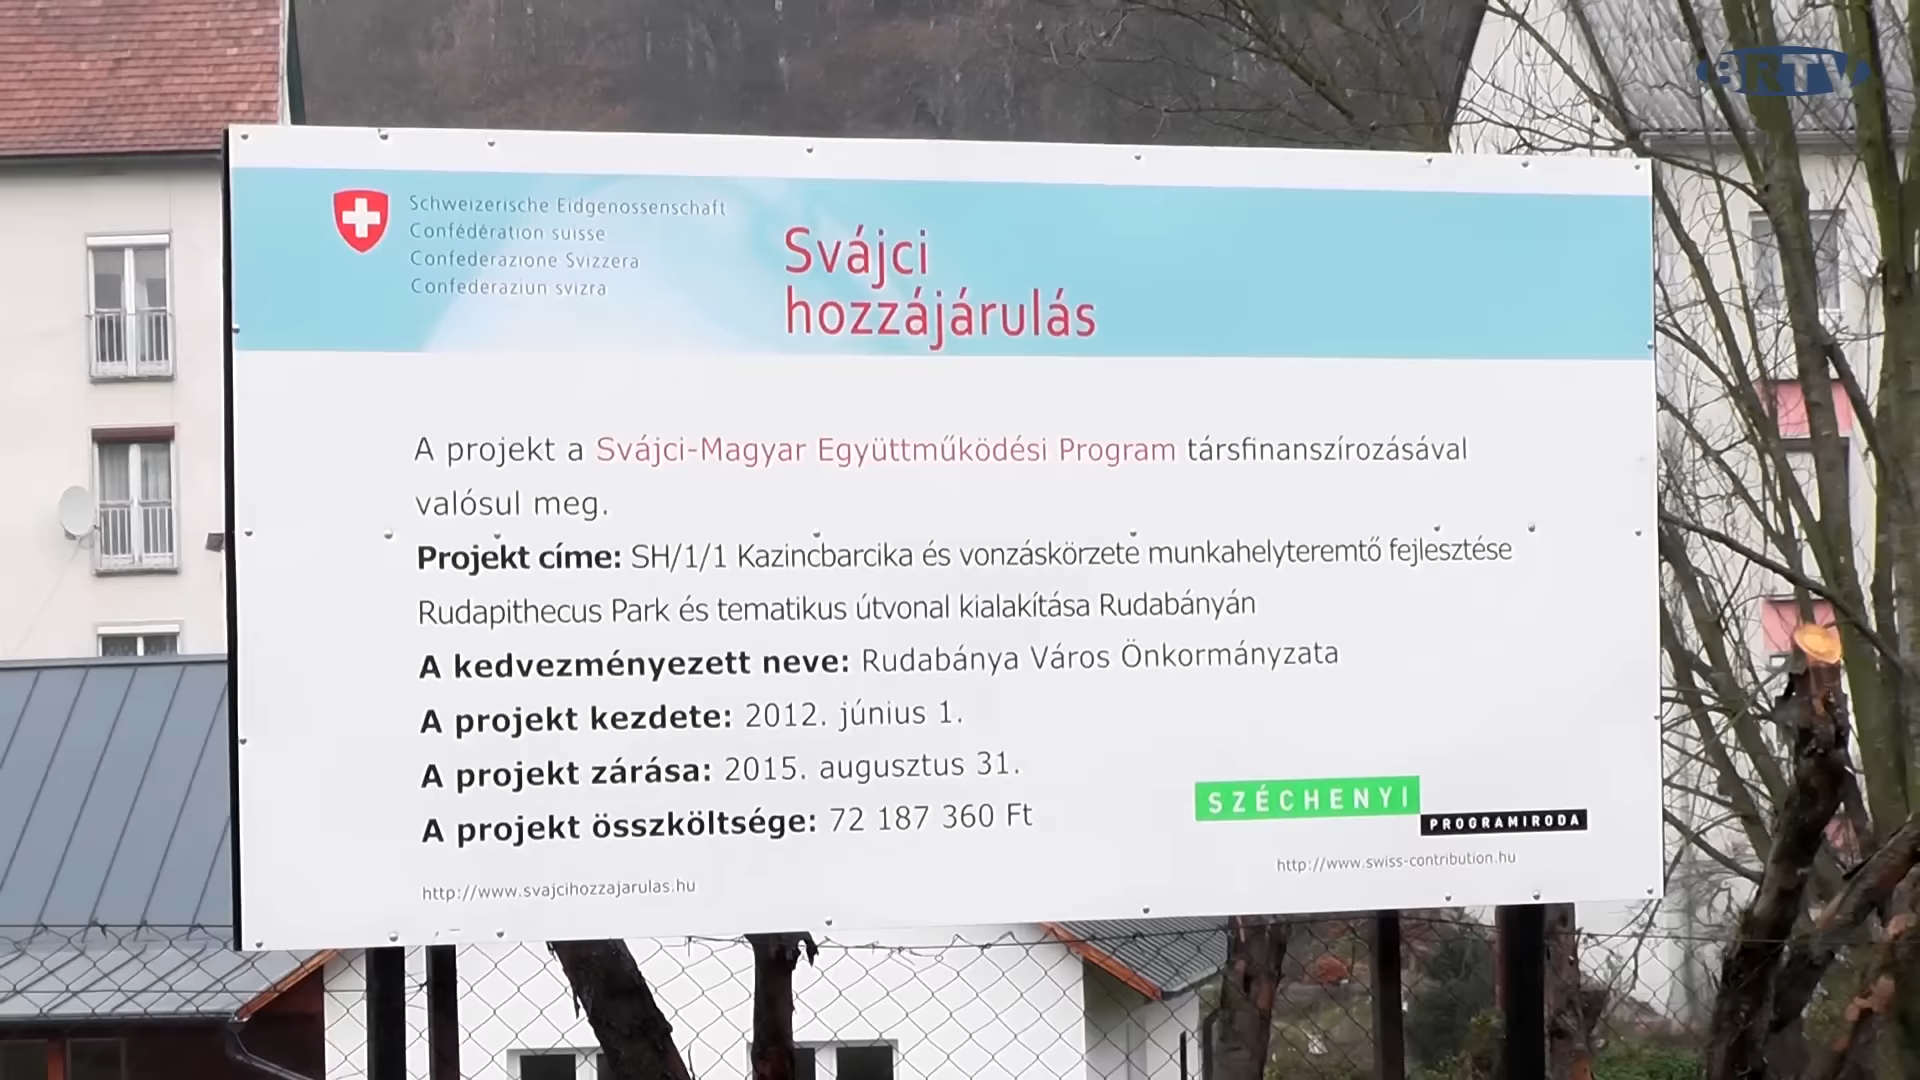 BRTV
Schweizerische Eidgenossenschaft
Confédération suisse
Confederazione Svizzera
Confederaziun svizra
Svájci
hozzájárulás
A projekt a Svájci-Magyar Együttműködési Program társfinanszírozásával
valósul meg.
Projekt címe: SH/1/1 Kazincbarcika és vonzáskörzete munkahelyteremtő fejlesztése
Rudapithecus Park és tematikus útvonal kialakítása Rudabányán
A kedvezményezett neve: Rudabánya Város Önkormányzata
A projekt kezdete: 2012. június 1.
A projekt zárása: 2015. augusztus 31.
A projekt összköltsége: 72 187 360 Ft
SZÉCHENYI
PROGRAMIRODA
http://www.swiss-contribution.hu
http://www.svajcihozzajarulas.hu